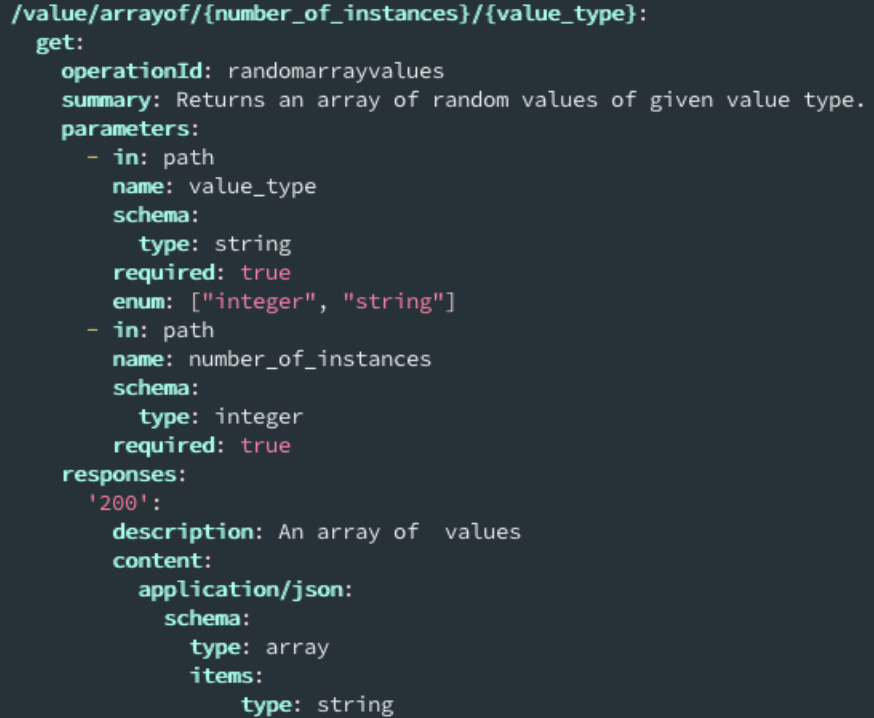 /value/arrayof/{number_of_instances}/{value_type}:
  get:
    operationId: randomarrayvalues
    summary: Returns an array of random values of given value type.
    parameters:
      - in: path
        name: value_type
        schema:
          type: string
        required: true
        enum: ["integer", "string"]
      - in: path
        name: number_of_instances
        schema:
          type: integer
        required: true
    responses:
      '200':
        description: An array of  values
        content:
          application/json:
            schema:
              type: array
              items:
                  type: string